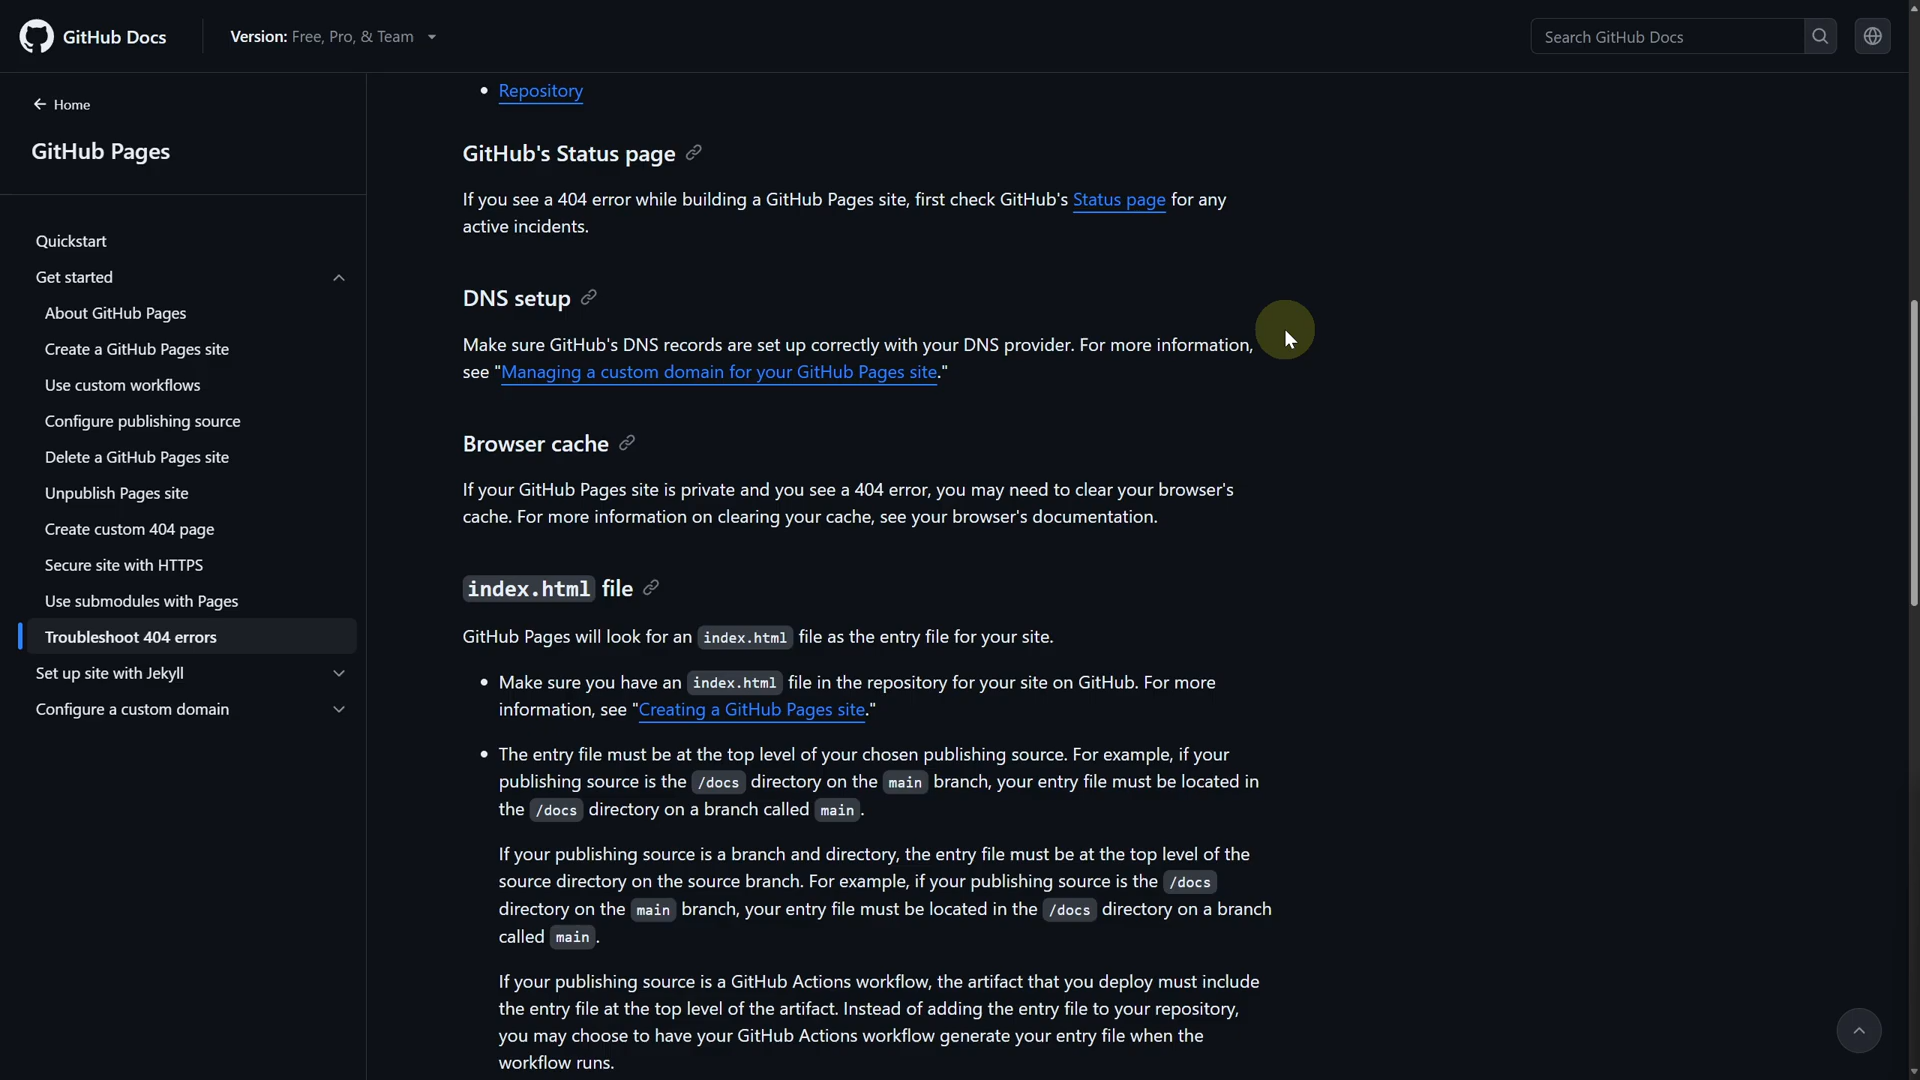 GitHub Docs
Version: Free, Pro, & Team
Search GitHub Docs
Home
GitHub Pages
Quickstart
Get started
About GitHub Pages
Create a GitHub Pages site
Use custom workflows
Configure publishing source
Delete a GitHub Pages site
Unpublish Pages site
Create custom 404 page
Secure site with HTTPS
Use submodules with Pages
Troubleshoot 404 errors
Set up site with Jekyll
Configure a custom domain
Repository
GitHub's Status page
If you see a 404 error while building a GitHub Pages site, first check GitHub's Status page for any
active incidents.
DNS setup
Make sure GitHub's DNS records are set up correctly with your DNS provider. For more information,
see "Managing a custom domain for your GitHub Pages site."
Browser cache
If your GitHub Pages site is private and you see a 404 error, you may need to clear your browser's
cache. For more information on clearing your cache, see your browser's documentation.
index.html file
GitHub Pages will look for an index.html file as the entry file for your site.
Make sure you have an index.html file in the repository for your site on GitHub. For more
information, see "Creating a GitHub Pages site."
The entry file must be at the top level of your chosen publishing source. For example, if your
publishing source is the /docs directory on the main branch, your entry file must be located in
the /docs directory on a branch called main.
If your publishing source is a branch and directory, the entry file must be at the top level of the
source directory on the source branch. For example, if your publishing source is the /docs
directory on the main branch, your entry file must be located in the /docs directory on a branch
called main.
If your publishing source is a GitHub Actions workflow, the artifact that you deploy must include
the entry file at the top level of the artifact. Instead of adding the entry file to your repository,
you may choose to have your GitHub Actions workflow generate your entry file when the
workflow runs.